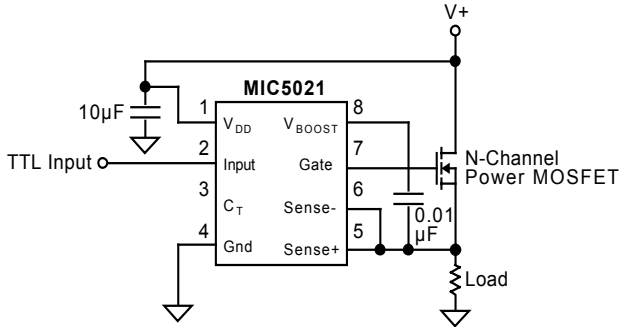 V+
MIC5021
10µF
1
8
V_DD
V_BOOST
2
7
TTL Input
Input
Gate
N-Channel
Power MOSFET
3
6
C_T
Sense-
0.01
µF
4
5
Gnd
Sense+
Load